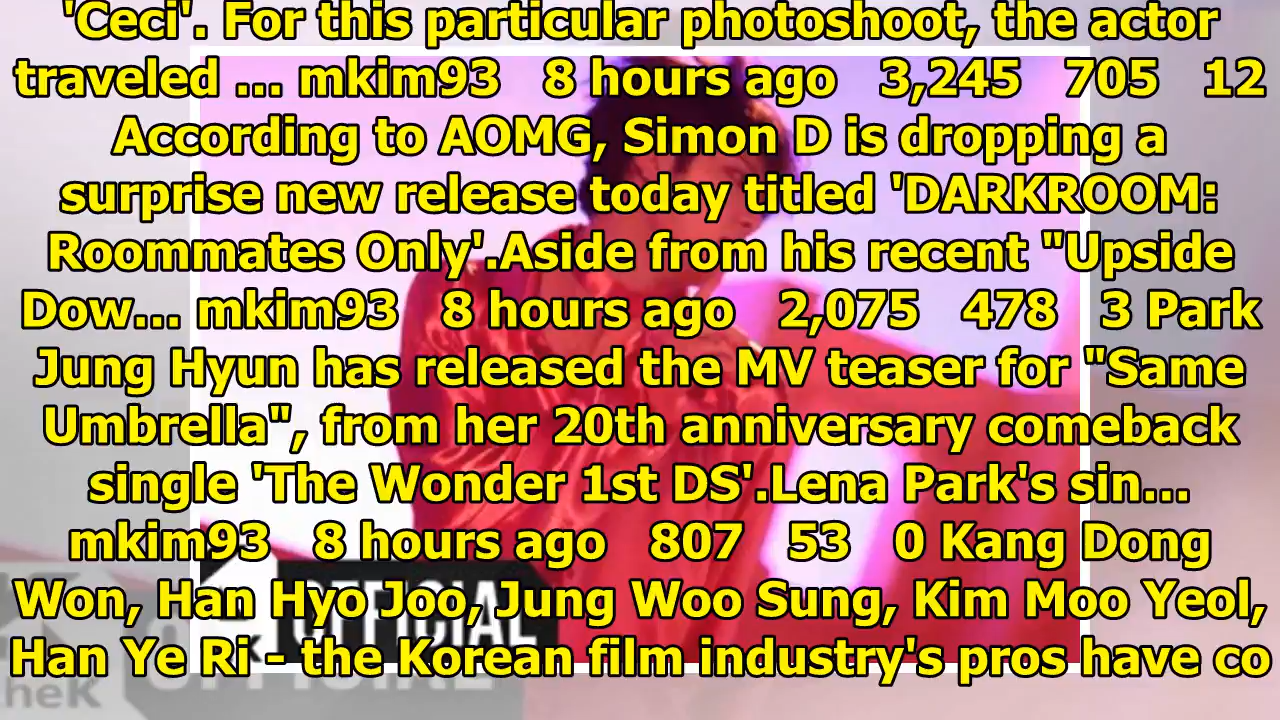 'Ceci'. For this particular photoshoot, the actor
traveled ... mkim93 8 hours ago 3,245 705 12
According to AOMG, Simon D is dropping a
surprise new release today titled 'DARKROOM:
Roommates Only'.Aside from his recent "Upside
Dow... mkim93 8 hours ago 2,075 478 3 Park
Jung Hyun has released the MV teaser for "Same
Umbrella", from her 20th anniversary comeback
single 'The Wonder 1st DS'.Lena Park's sin...
mkim93 8 hours ago 807 53 0 Kang Dong
Won, Han Hyo Joo, Jung Woo Sung, Kim Moo Yeol,
OFFICIAL
Han Ye Ri - the Korean film industry's pros have co
OFFICIAL